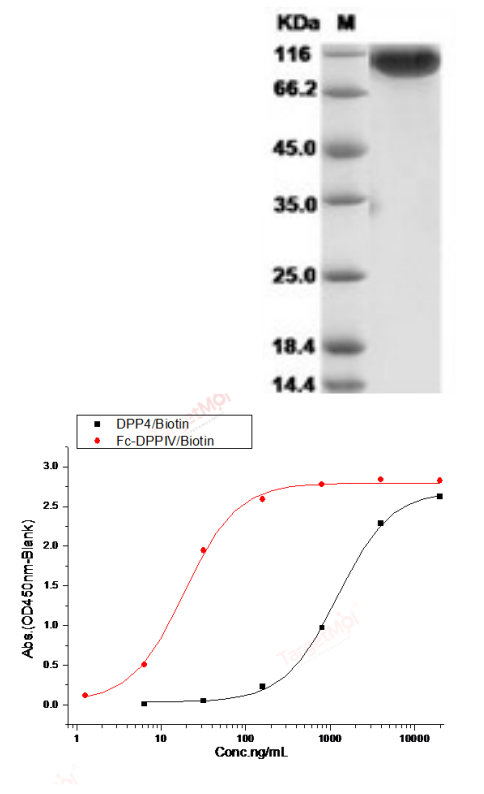 KDa M
116
66.2
45.0
35.0
25.0
18.4
14.4
TargetMol
DPP4/Biotin
Fc-DPPIV/Biotin
3.0
2.5
2.0
1.5
1.0
0.5
0.0
Abs.(OD450nm-Blank)
TargetMol
1 10 100 1000 10000
Conc.ng/mL